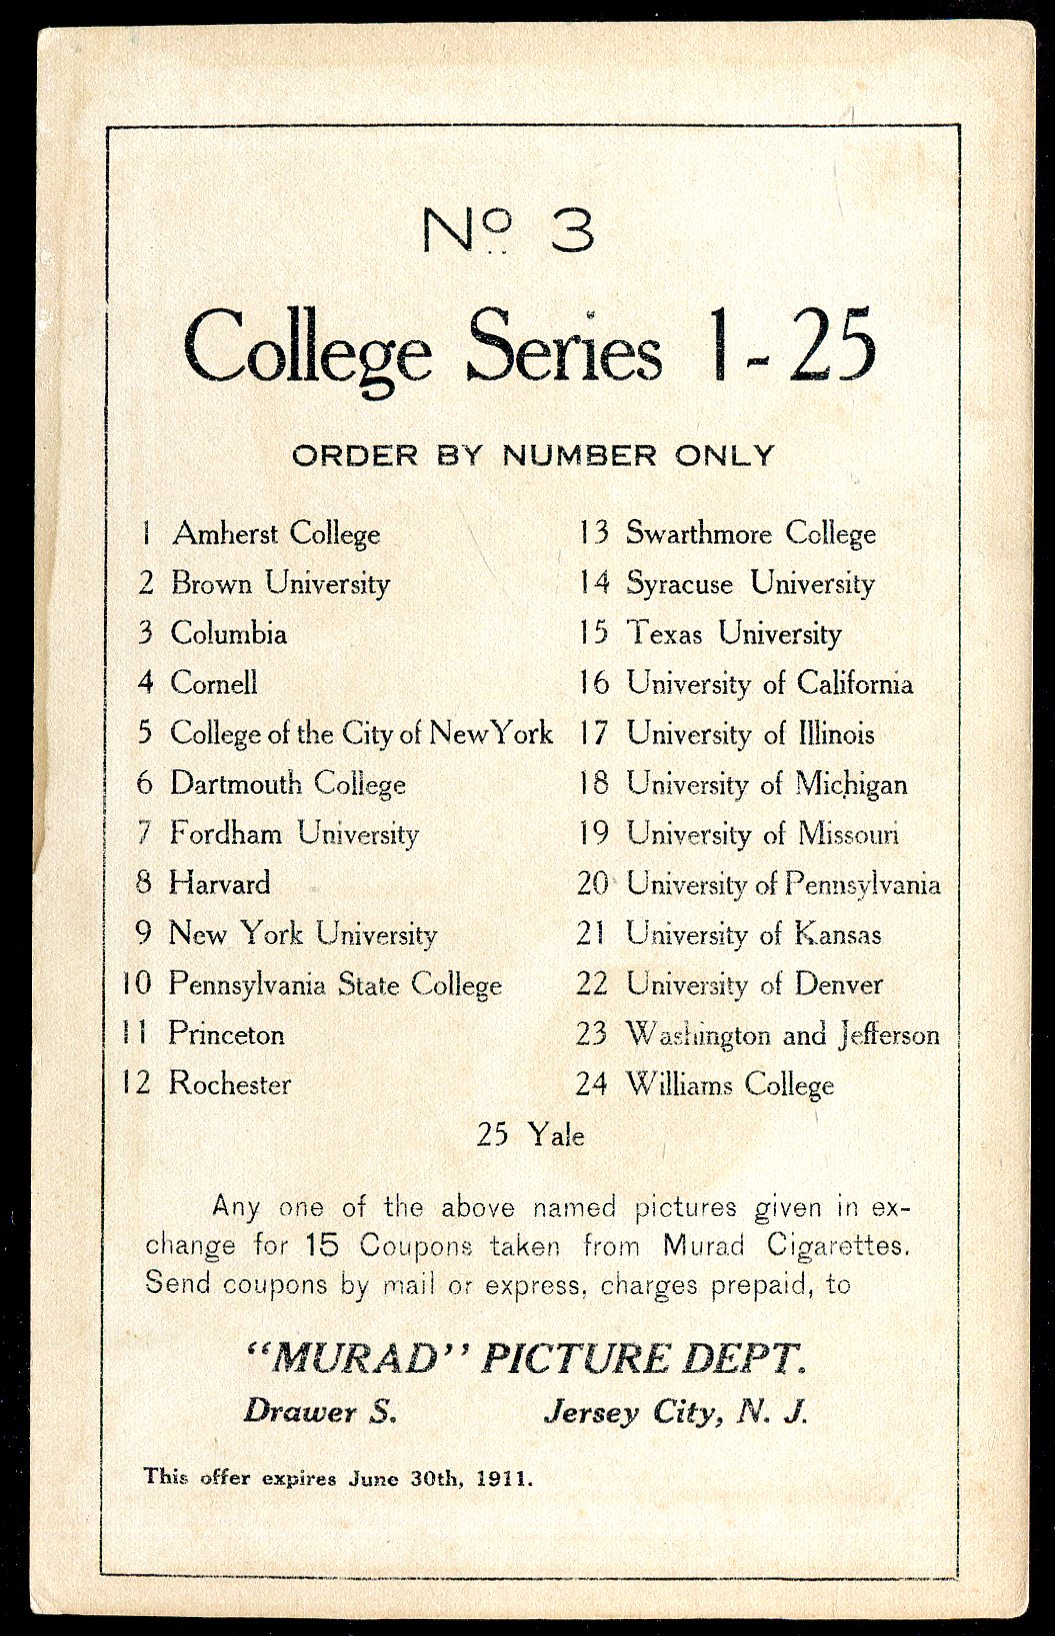 No 3
College Series 1-25
ORDER BY NUMBER ONLY
1 Amherst College
2 Brown University
3 Columbia
4 Cornell
5 College of the City of New York
6 Dartmouth College
7 Fordham University
8 Harvard
9 New York University
10 Pennsylvania State College
11 Princeton
12 Rochester
13 Swarthmore College
14 Syracuse University
15 Texas University
16 University of California
17 University of Illinois
18 University of Michigan
19 University of Missouri
20 University of Pennsylvania
21 University of Kansas
22 University of Denver
23 Washington and Jefferson
24 Williams College
25 Yale
Any one of the above named pictures given in ex-
change for 15 Coupons taken from Murad Cigarettes.
Send coupons by mail or express, charges prepaid, to
“MURAD” PICTURE DEPT.
Drawer S. Jersey City, N. J.
This offer expires June 30th, 1911.